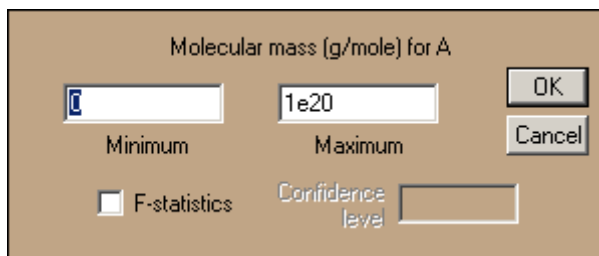 Molecular mass (g/mole) for A
0
1e20
OK
Minimum
Maximum
Cancel
F-statistics
Confidence
level